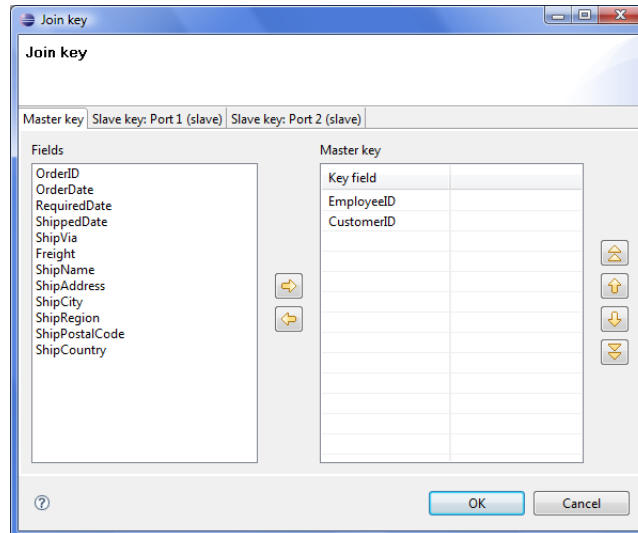 Join key
Join key
Master key Slave key: Port 1 (slave) Slave key: Port 2 (slave)
Fields
OrderID
OrderDate
RequiredDate
ShippedDate
ShipVia
Freight
ShipName
ShipAddress
ShipCity
ShipRegion
ShipPostalCode
ShipCountry
Master key
Key field
EmployeeID
CustomerID
?
OK Cancel